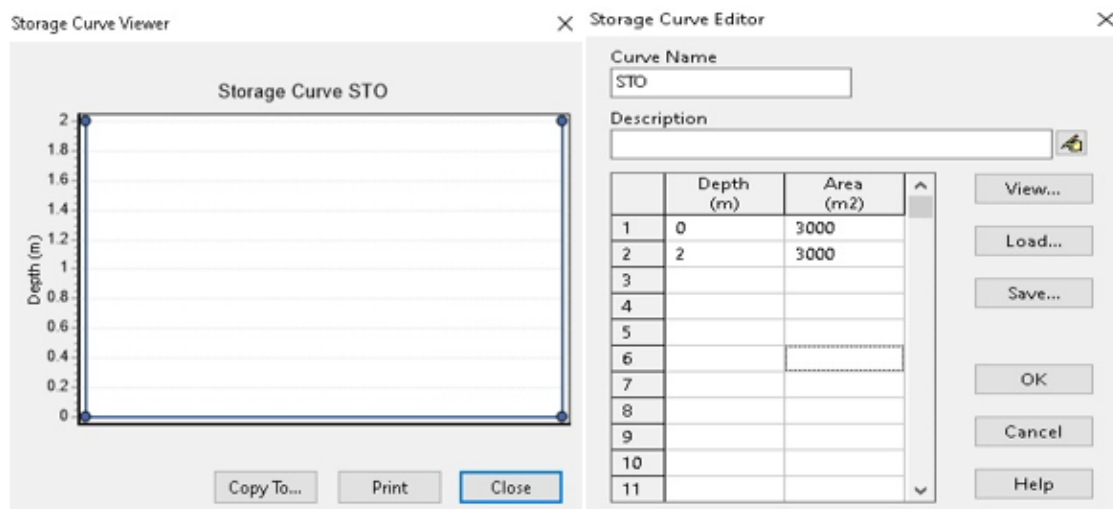 Storage Curve Viewer
Storage Curve STO
2
1.8
1.6
1.4
1.2
1
0.8
0.6
0.4
0.2
0
Depth (m)
Copy To...
Print
Close
Storage Curve Editor
Curve Name
STO
Description
Depth Area
(m) (m2)
1 0 3000
2 2 3000
3
4
5
6
7
8
9
10
11
View...
Load...
Save...
OK
Cancel
Help